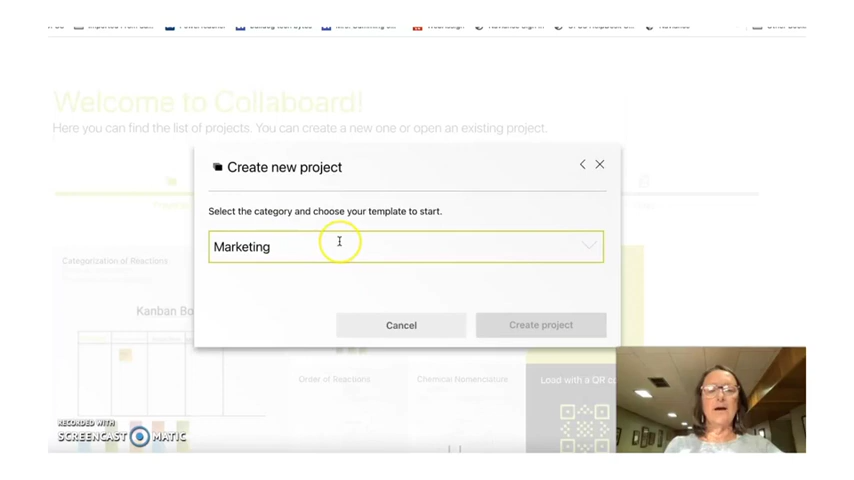 Welcome to Collaboard!
Here you can find the list of projects. You can create a new one or open an existing project.
Create new project
Select the category and choose your template to start.
Marketing
Categorization of Reactions
Kanban Bo
Cancel
Create project
Order of Reactions
Chemical Nomenclature
Load with a QR co
RECORDED WITH
SCREENCAST MATIC